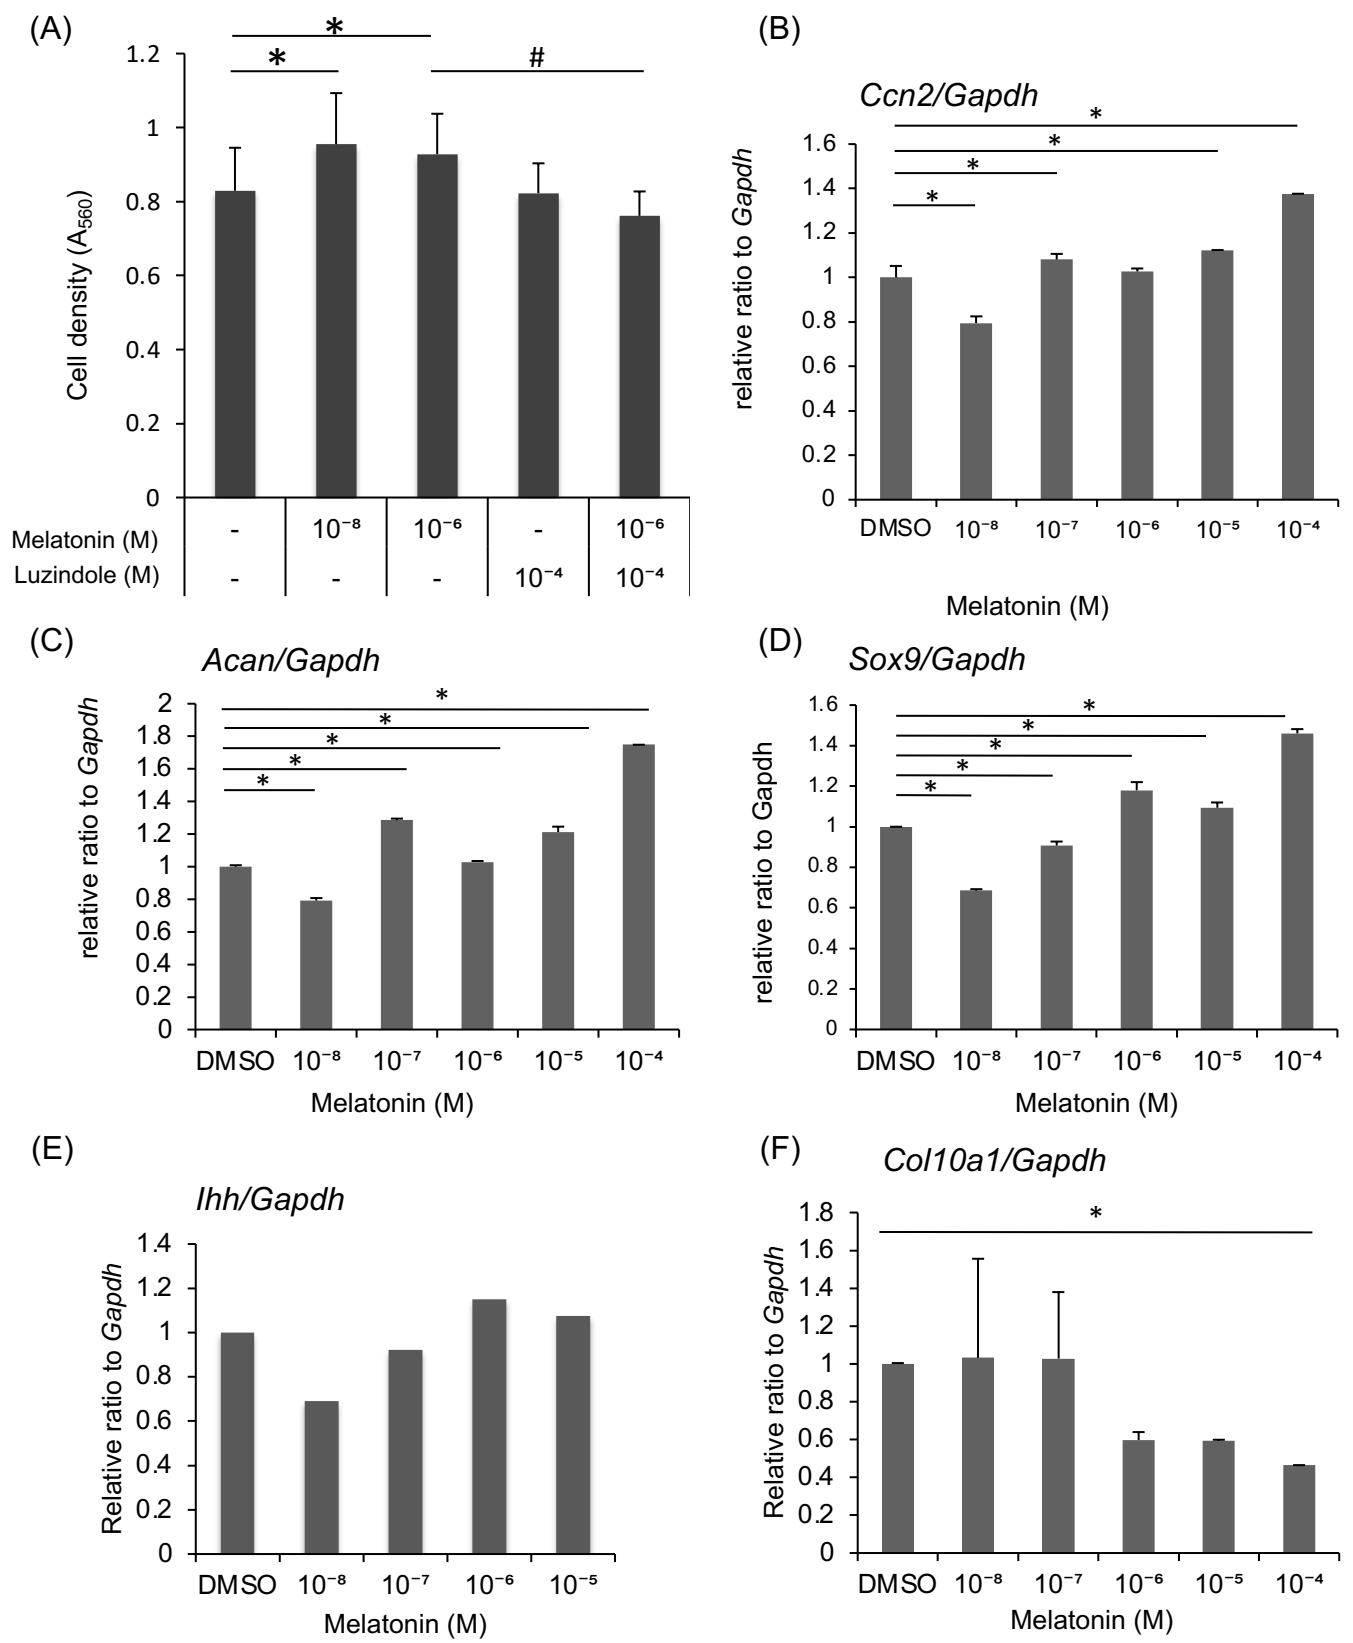 (A)
*
*
#
1.2
1
0.8
0.6
0.4
0.2
0
Cell density (A₅₆₀)
Melatonin (M) - 10⁻⁸ 10⁻⁶ - 10⁻⁶
Luzindole (M) - - - 10⁻⁴ 10⁻⁴
(B)
Ccn2/Gapdh
*
*
*
*
1.6
1.4
1.2
1
0.8
0.6
0.4
0.2
0
relative ratio to Gapdh
DMSO 10⁻⁸ 10⁻⁷ 10⁻⁶ 10⁻⁵ 10⁻⁴
Melatonin (M)
(C)
Acan/Gapdh
*
*
*
*
*
2
1.8
1.6
1.4
1.2
1
0.8
0.6
0.4
0.2
0
relative ratio to Gapdh
DMSO 10⁻⁸ 10⁻⁷ 10⁻⁶ 10⁻⁵ 10⁻⁴
Melatonin (M)
(D)
Sox9/Gapdh
*
*
*
*
*
1.6
1.4
1.2
1
0.8
0.6
0.4
0.2
0
relative ratio to Gapdh
DMSO 10⁻⁸ 10⁻⁷ 10⁻⁶ 10⁻⁵ 10⁻⁴
Melatonin (M)
(E)
Ihh/Gapdh
1.4
1.2
1
0.8
0.6
0.4
0.2
0
Relative ratio to Gapdh
DMSO 10⁻⁸ 10⁻⁷ 10⁻⁶ 10⁻⁵
Melatonin (M)
(F)
Col10a1/Gapdh
*
1.8
1.6
1.4
1.2
1
0.8
0.6
0.4
0.2
0
Relative ratio to Gapdh
DMSO 10⁻⁸ 10⁻⁷ 10⁻⁶ 10⁻⁵ 10⁻⁴
Melatonin (M)